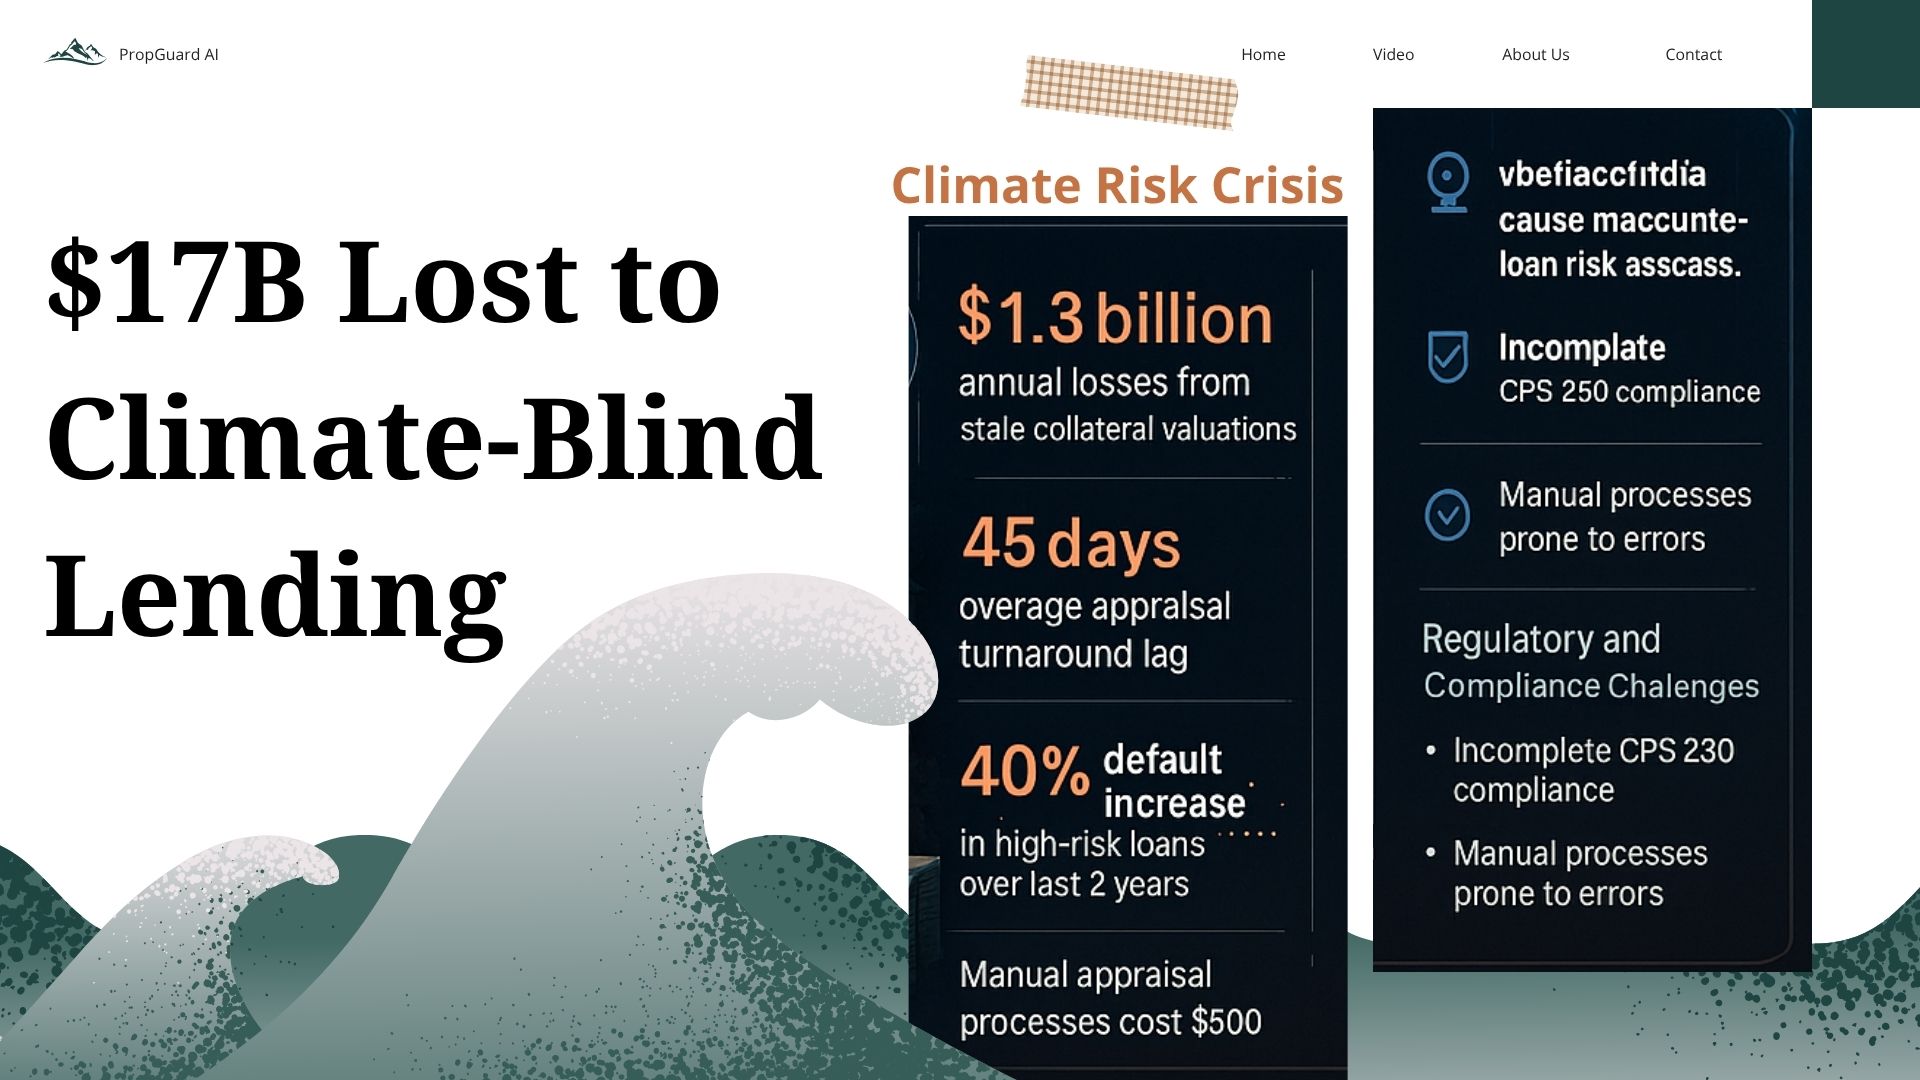 PropGuard AI
Home Video About Us Contact
$17B Lost to
Climate-Blind
Lending
Climate Risk Crisis
$1.3 billion
annual losses from
stale collateral valuations
45 days
overage appralsal
turnaround lag
40% default
increase
in high-risk loans
over last 2 years
Manual appraisal
processes cost $500
cause maccunte-
loan risk asscass.
Incomplate
CPS 250 compliance
Manual processes
prone to errors
Regulatory and
Compliance Chalenges
• Incomplete CPS 230
compliance
• Manual processes
prone to errors